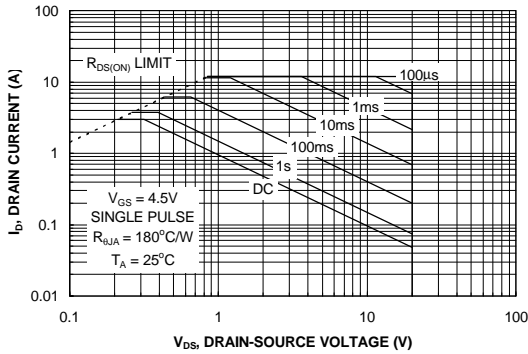 100
10
1
0.1
0.01
I_D, DRAIN CURRENT (A)
R_DS(ON) LIMIT
100μs
1ms
10ms
100ms
1s
DC
V_GS = 4.5V
SINGLE PULSE
R_θJA = 180°C/W
T_A = 25°C
0.1
1
10
100
V_DS, DRAIN-SOURCE VOLTAGE (V)